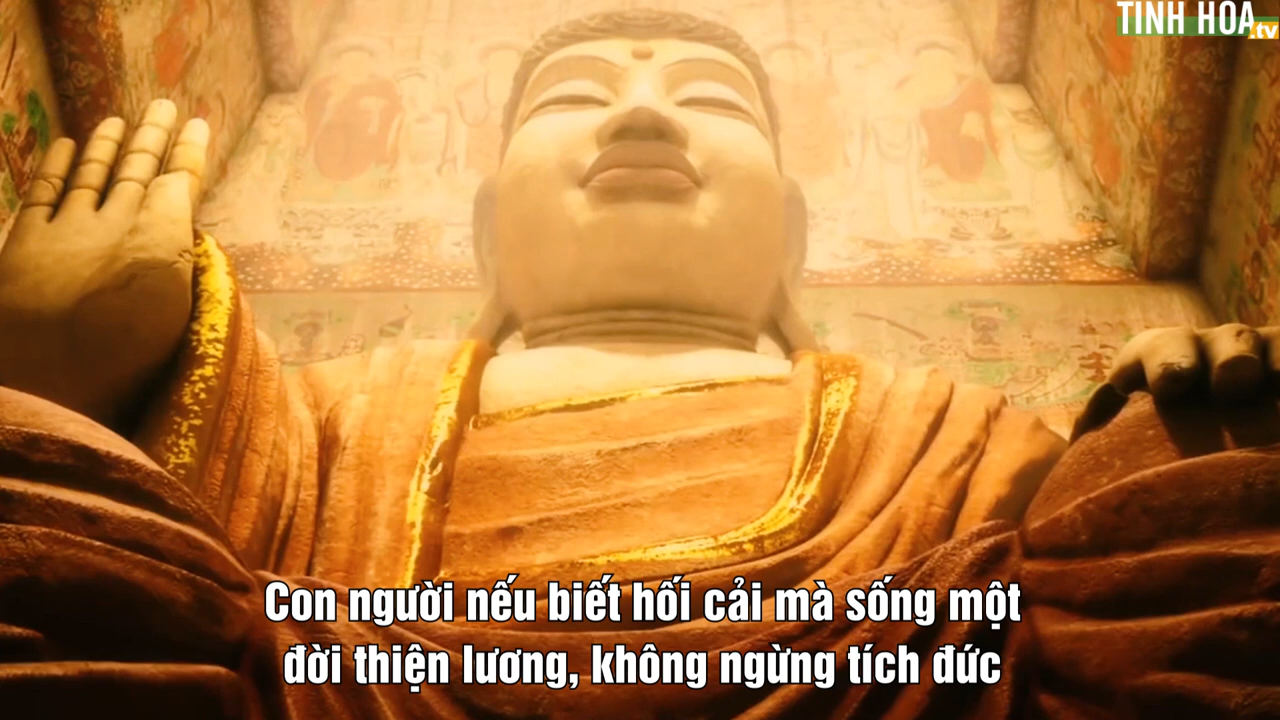 TINH HOA
.tv
Con người nếu biết hối cải mà sống một
đời thiện lương, không ngừng tích đức